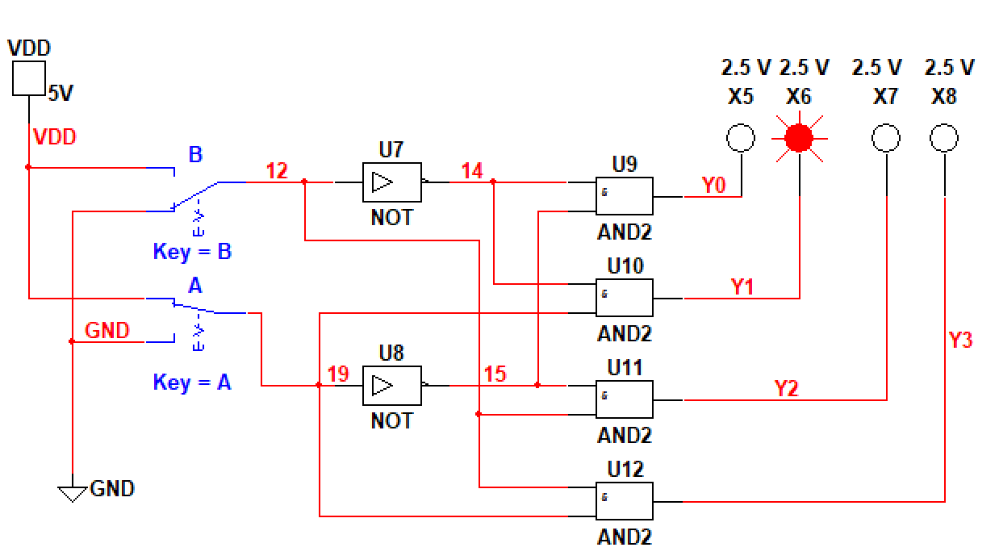 VDD
5V
VDD
2.5 V 2.5 V 2.5 V 2.5 V
X5 X6 X7 X8
B
12
U7
14
NOT
Key = B
U9
&
Y0
AND2
A
GND
Key = A
U10
&
Y1
AND2
19
U8
15
NOT
U11
&
Y2
AND2
Y3
U12
&
AND2
GND